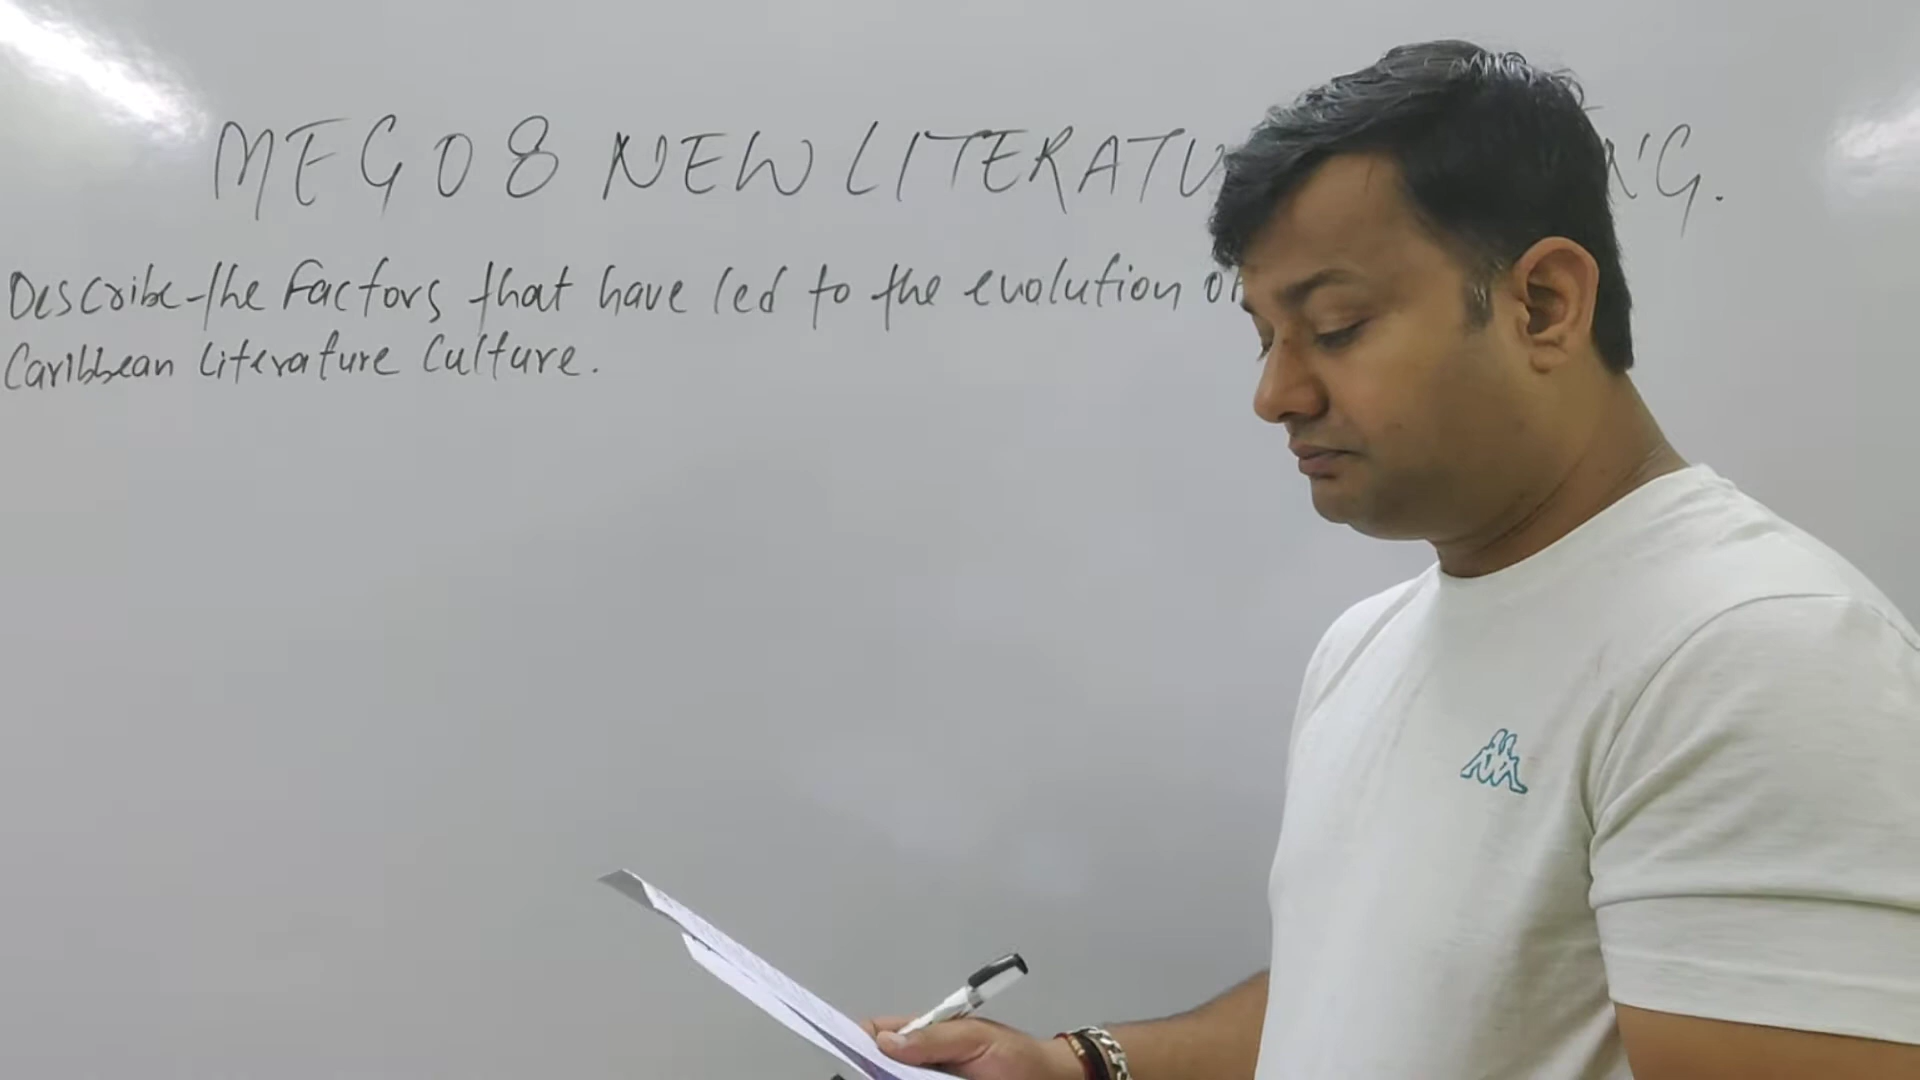 MEG 08 NEW LITERATU NG.
Describe the Factors that have led to the evolution of
Caribbean Literature Culture.